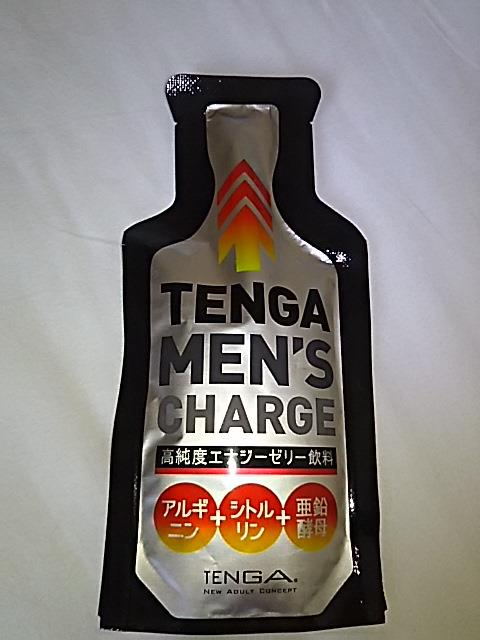 TENGA
MEN'S
CHARGE
高純度エナジーゼリー飲料
アルギ
ニン
+
シトル
リン
+
亜鉛
酵母
TENGA®
NEW ADULT CONCEPT